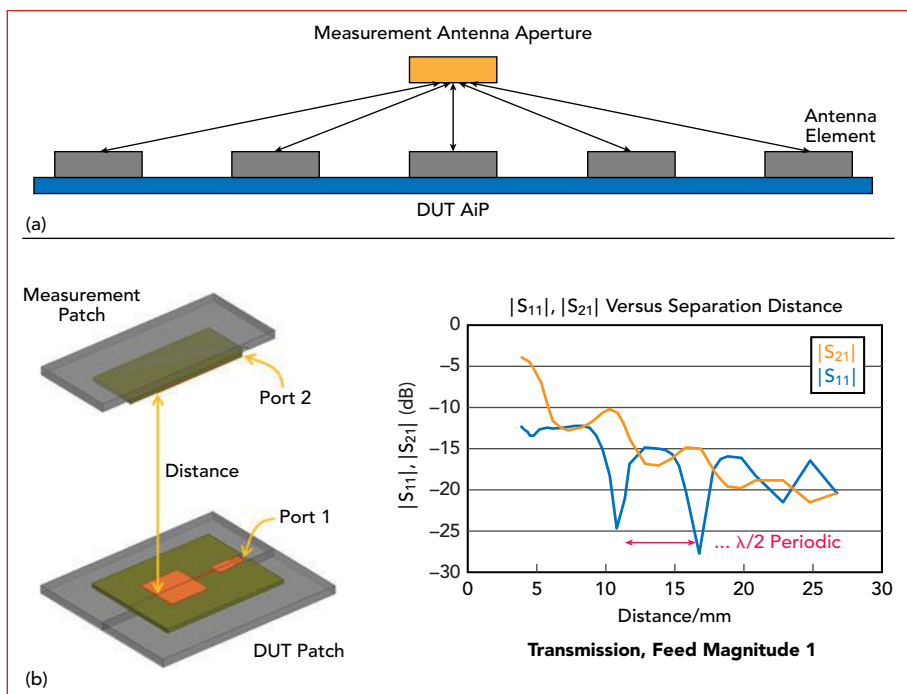 Measurement Antenna Aperture
Antenna
Element
DUT AiP
(a)
Measurement
Patch
Port 2
Distance
Port 1
DUT Patch
(b)
|S₁₁|, |S₂₁| Versus Separation Distance
|S₁₁|, |S₂₁| (dB)
0
–5
–10
–15
–20
–25
–30
|S₂₁|
|S₁₁|
... λ/2 Periodic
0 5 10 15 20 25 30
Distance/mm
Transmission, Feed Magnitude 1